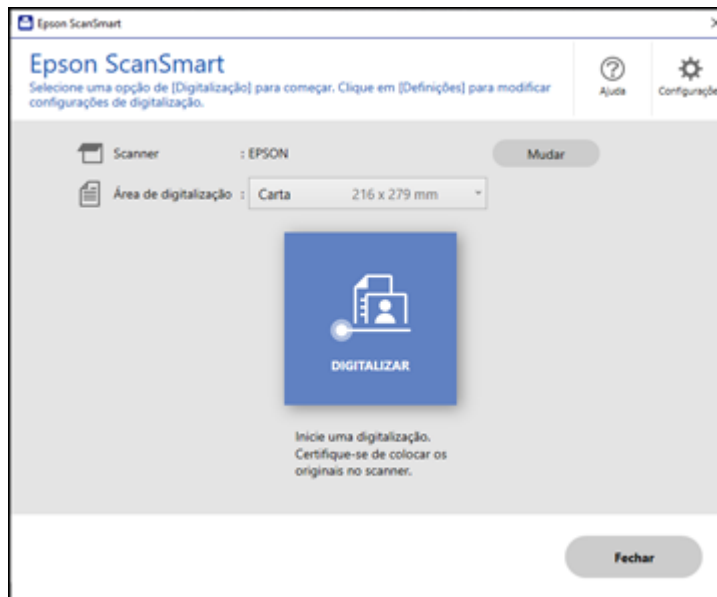 Epson ScanSmart
Epson ScanSmart
Selecione uma opção de [Digitalização] para começar. Clique em [Definições] para modificar
configurações de digitalização.
Ajuda
Configuraçõe
Scanner : EPSON
Mudar
Área de digitalização : Carta 216 x 279 mm
DIGITALIZAR
Inicie uma digitalização.
Certifique-se de colocar os
originais no scanner.
Fechar